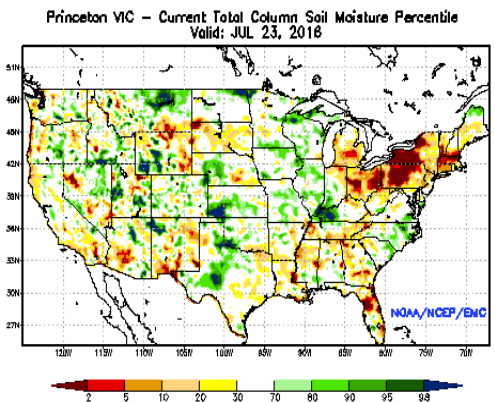 Princeton VIC – Current Total Column Soil Moisture Percentile
Valid: JUL 23, 2016
51N
48N
45N
42N
39N
36N
33N
30N
27N
NOAA/NCEP/EMC
120W 115W 110W 105W 100W 95W 90W 85W 80W 75W 70W
2 5 10 20 30 70 80 90 95 98